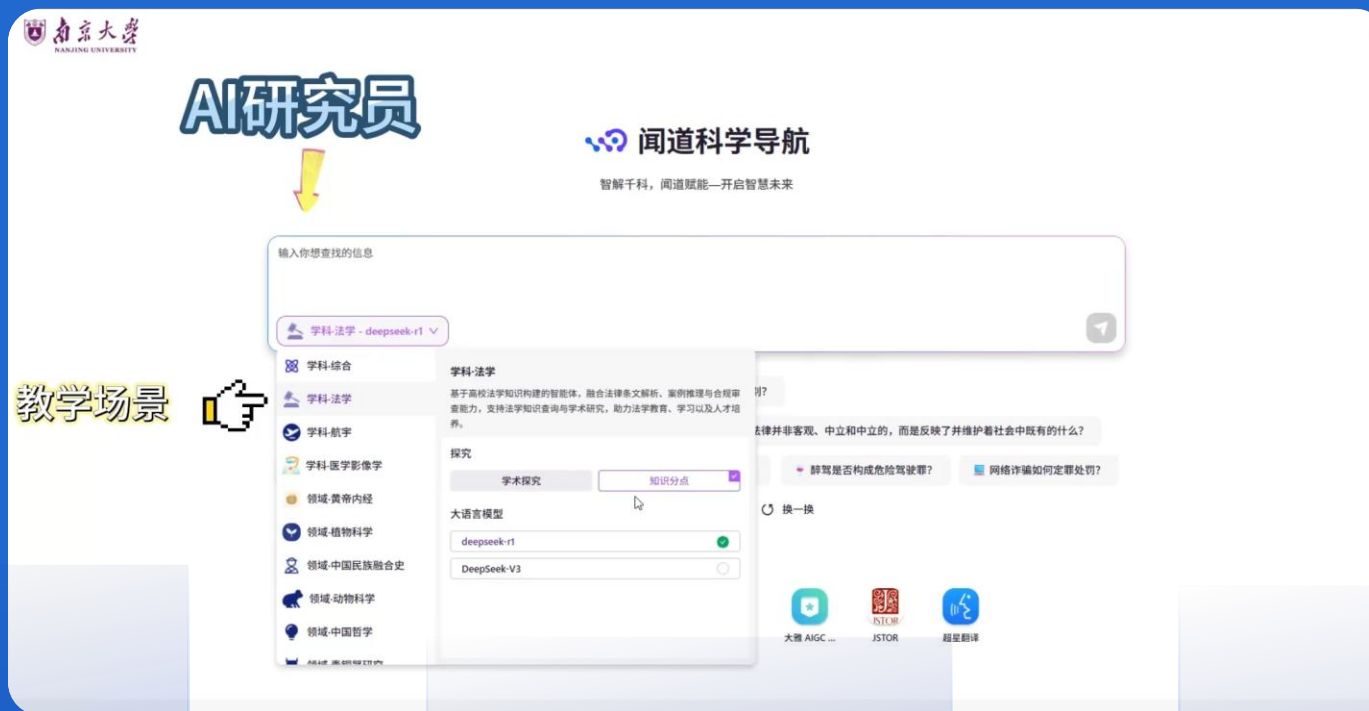 南京大學
NANJING UNIVERSITY
AI研究员
闻道科学导航
智解千科，闻道赋能—开启智慧未来
输入你想查找的信息
学科·法学 - deepseek-r1
教学场景
学科·综合
学科·法学
学科·航宇
学科·医学影像学
领域·黄帝内经
领域·植物科学
领域·中国民族融合史
领域·动物科学
领域·中国哲学
学科·法学
基于高校法学知识构建的智能体，融合法律条文解析、案例推理与合规审
查能力，支持法学知识查询与学术研究，助力法学教育、学习以及人才培
养。
探究
学术探究
知识分点
大语言模型
deepseek-r1
DeepSeek-V3
法律并非客观、中立和中立的，而是反映了并维护着社会中既有的什么？
醉驾是否构成危险驾驶罪？
网络诈骗如何定罪处罚？
换一换
大雅 AIGC ...
JSTOR
JSTOR
超星翻译